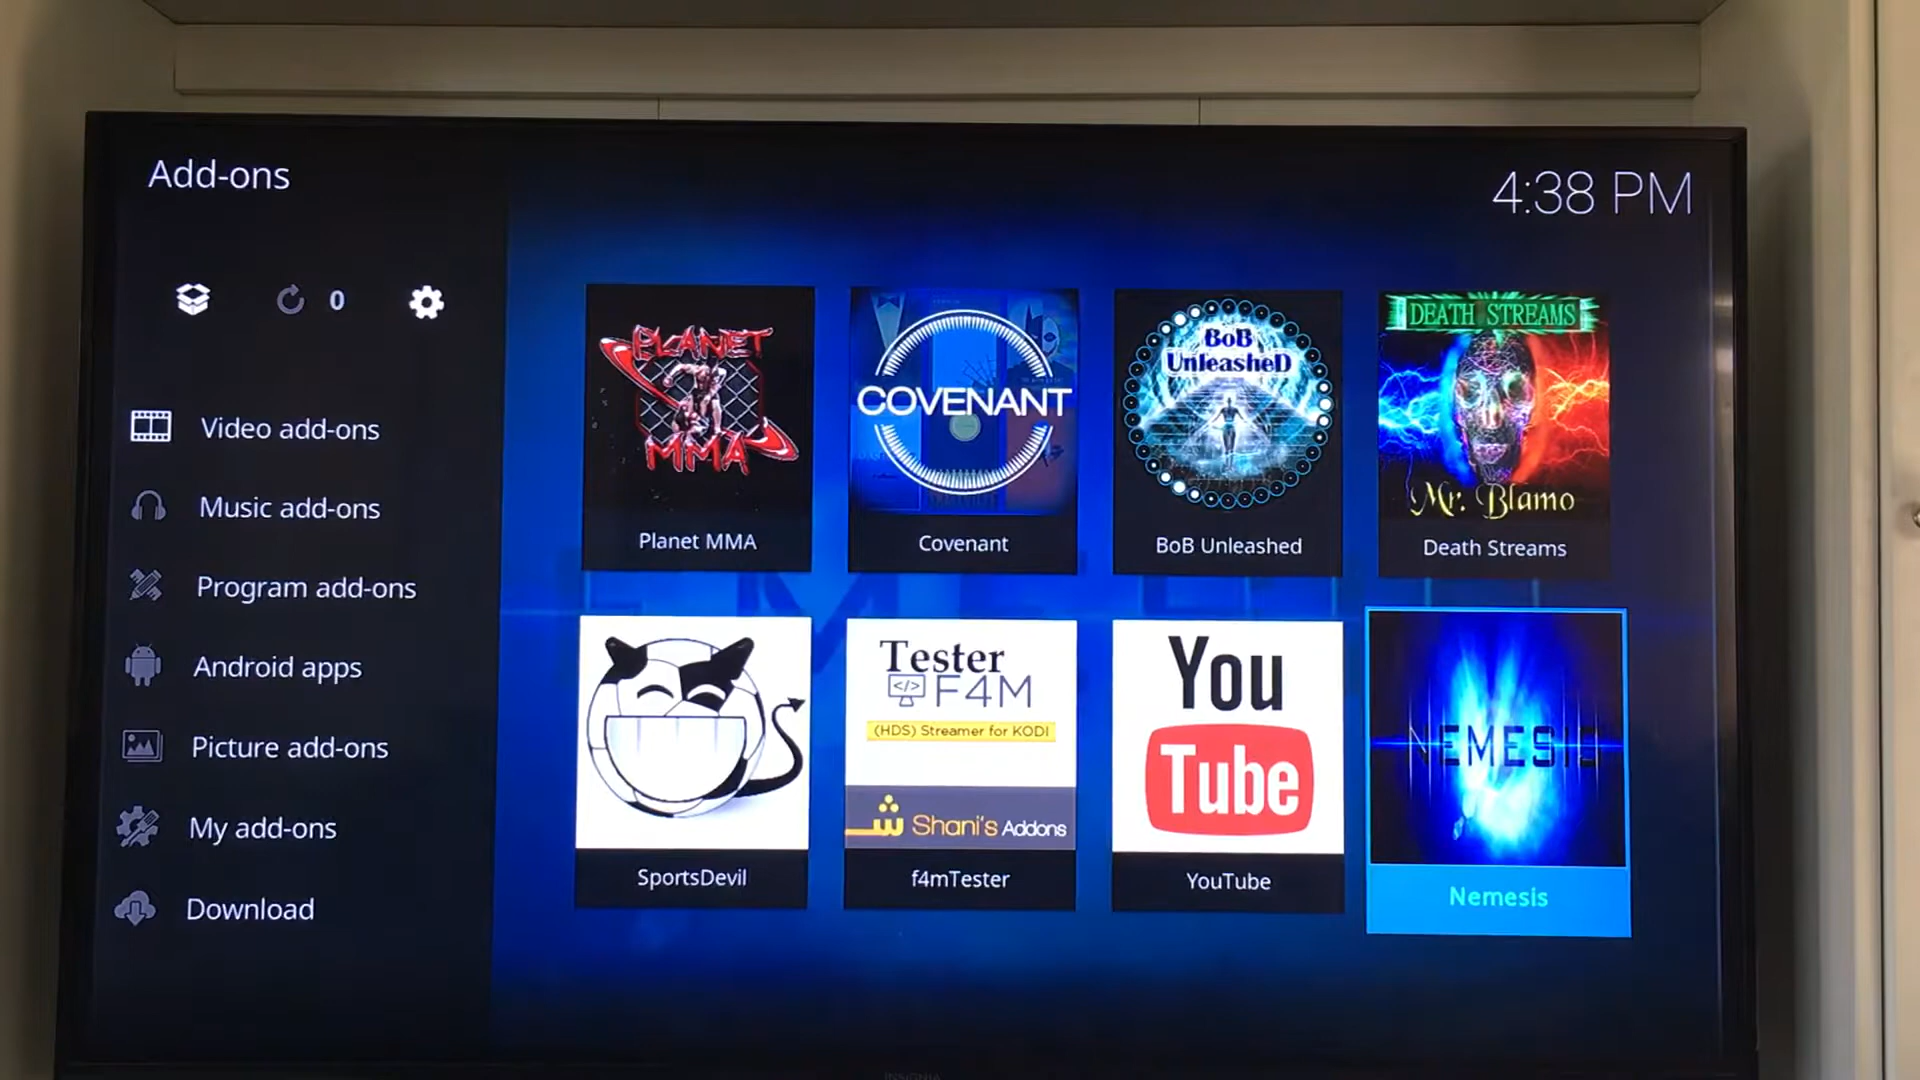 Add-ons
4:38 PM
0
Video add-ons
Music add-ons
Program add-ons
Android apps
Picture add-ons
My add-ons
Download
PLANET
MMA
Planet MMA
COVENANT
Covenant
BoB
UnleasheD
BoB Unleashed
DEATH STREAMS
Mr. Blamo
Death Streams
SportsDevil
Tester
</> F4M
(HDS) Streamer for KODI
شـ Shani's Addons
f4mTester
You
Tube
YouTube
NEMESIS
Nemesis
INSIGNIA